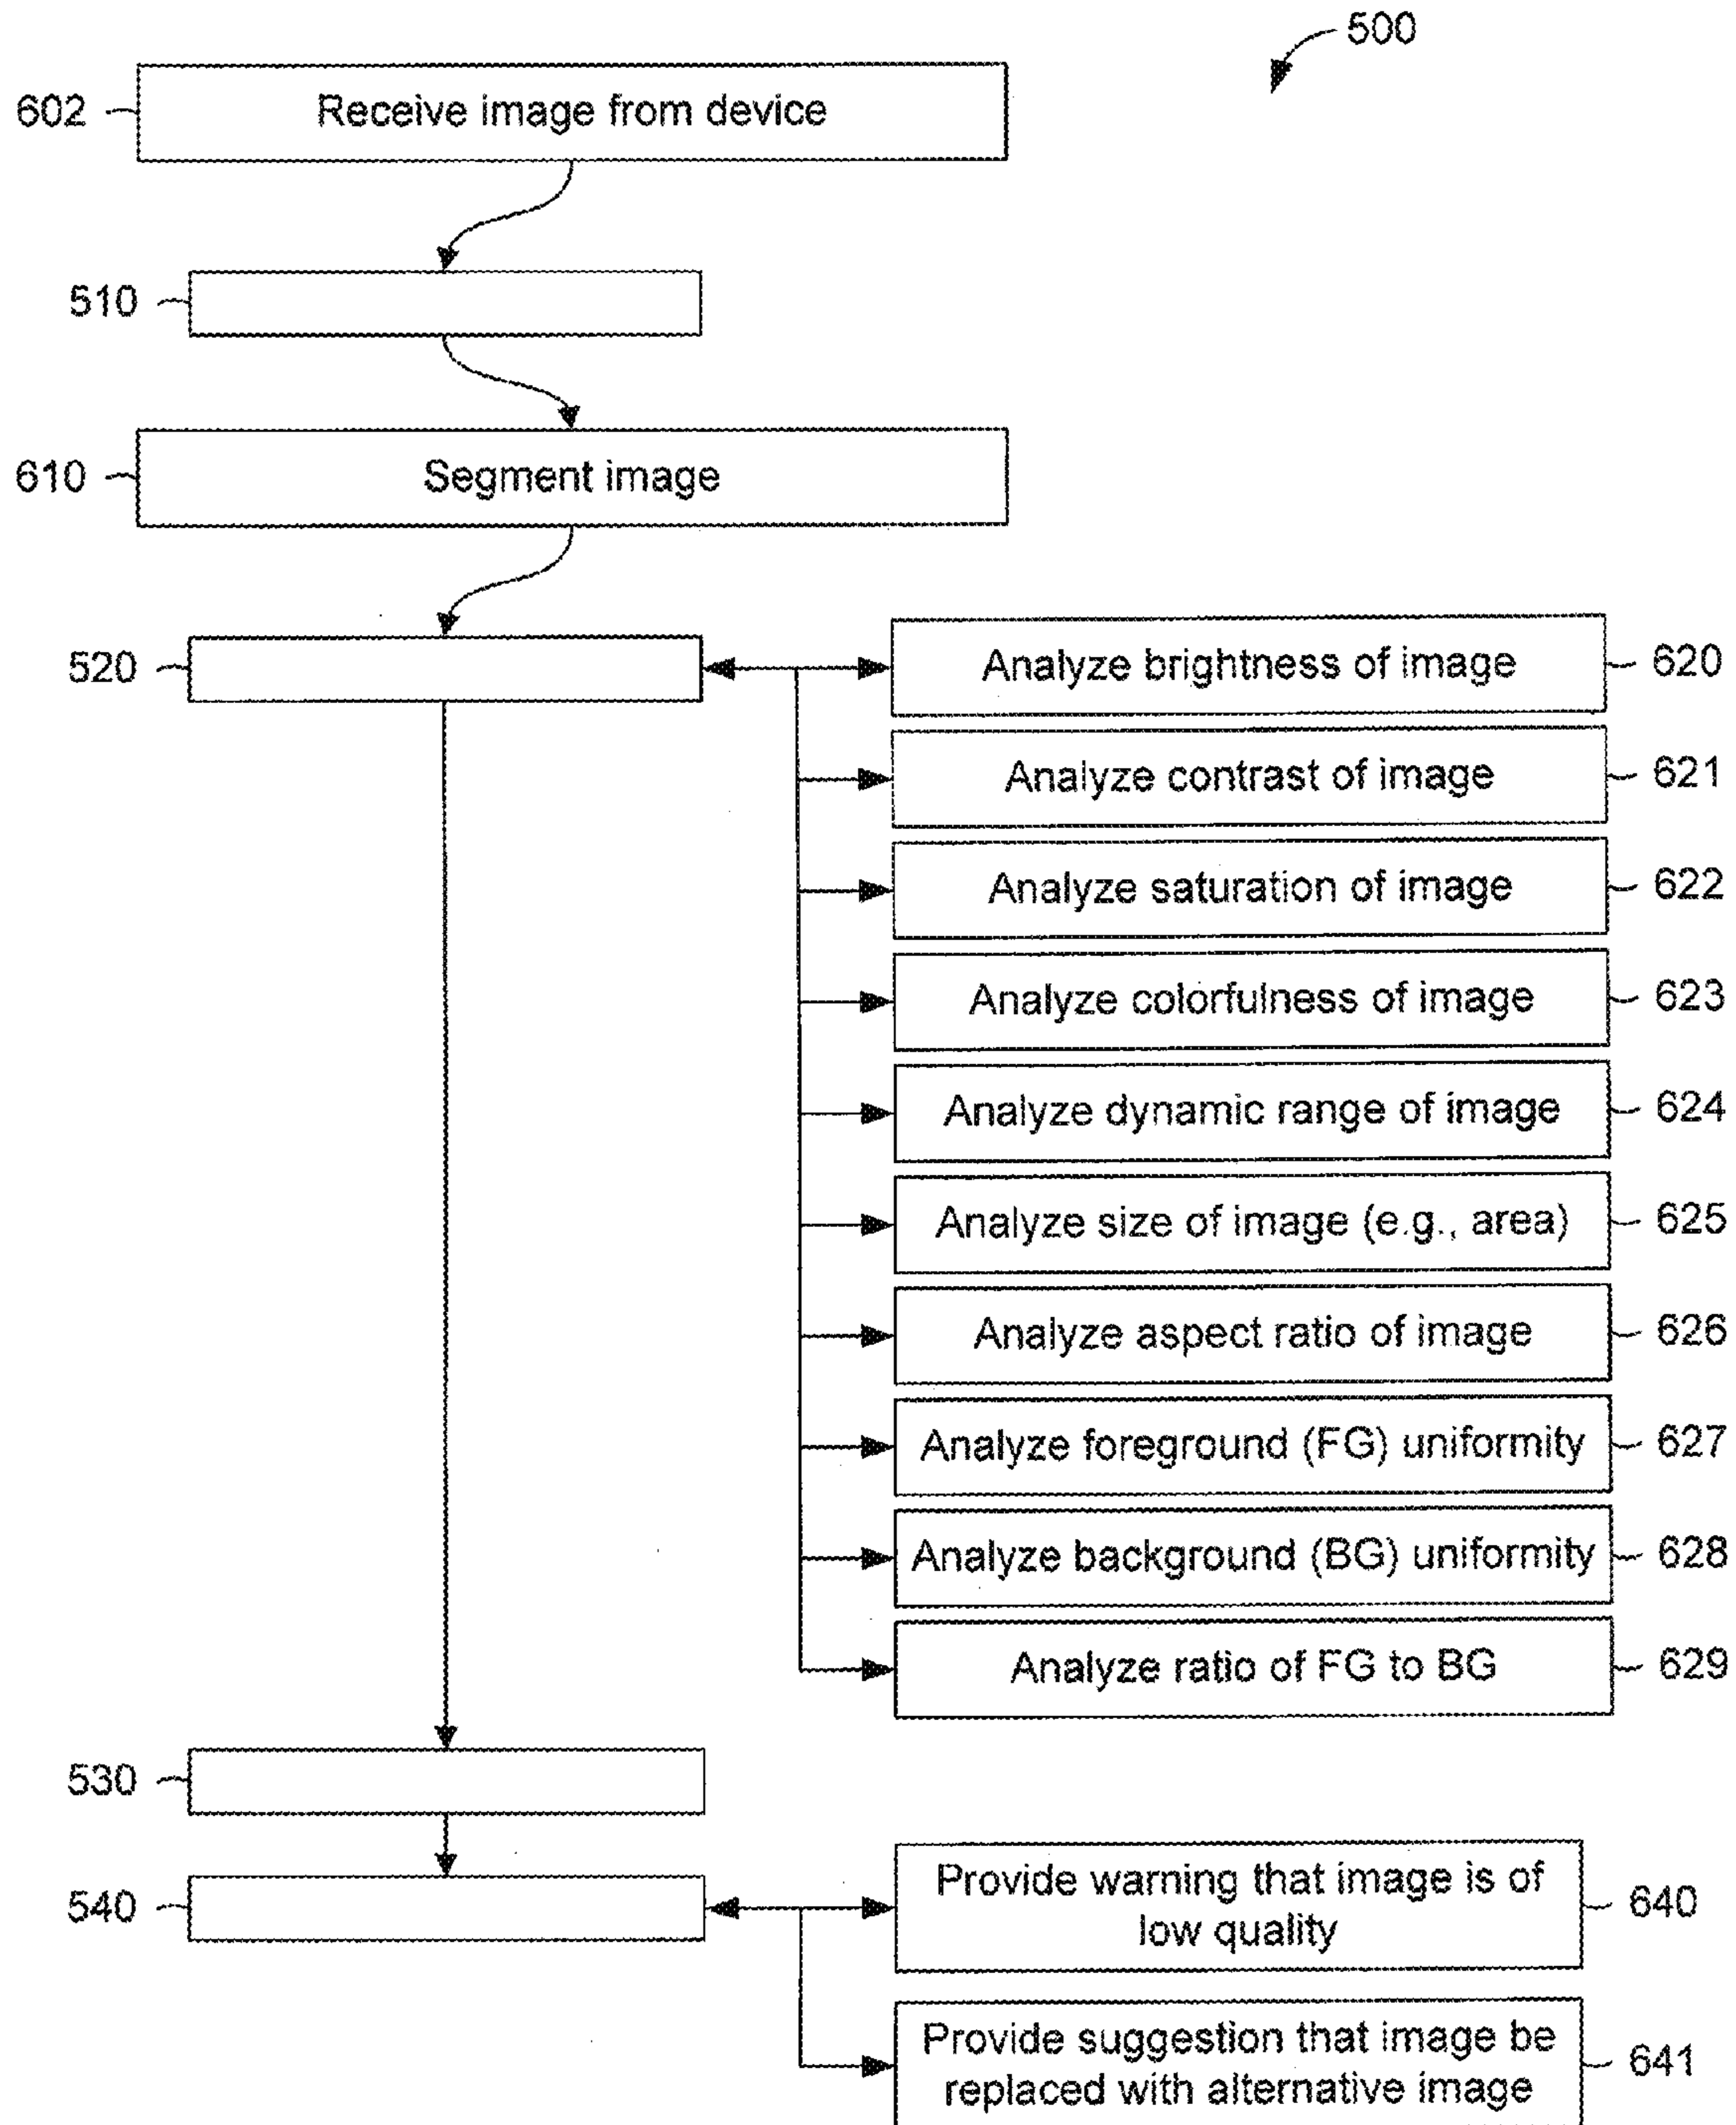 500
602
Receive image from device
510
610
Segment image
520
Analyze brightness of image
620
Analyze contrast of image
621
Analyze saturation of image
622
Analyze colorfulness of image
623
Analyze dynamic range of image
624
Analyze size of image (e.g., area)
625
Analyze aspect ratio of image
626
Analyze foreground (FG) uniformity
627
Analyze background (BG) uniformity
628
Analyze ratio of FG to BG
629
530
540
Provide warning that image is of
low quality
640
Provide suggestion that image be
replaced with alternative image
641